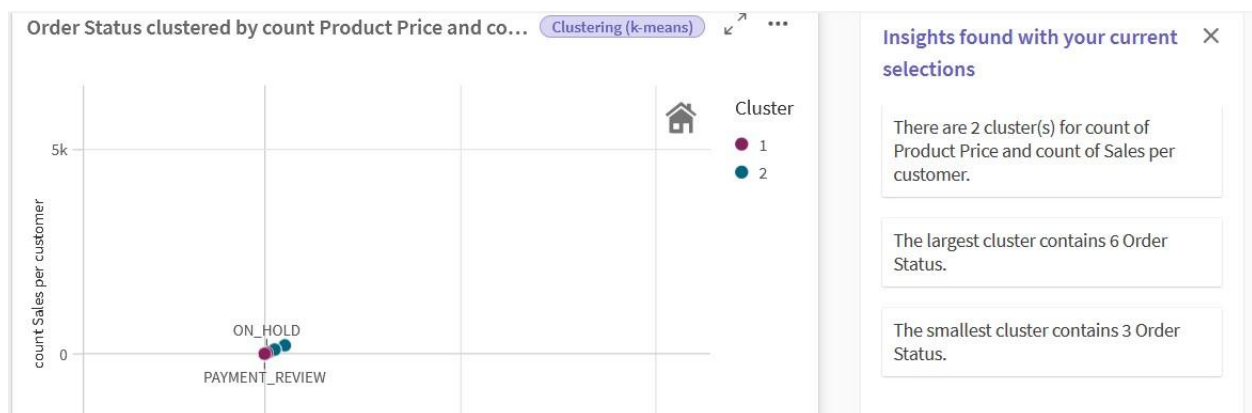 Order Status clustered by count Product Price and co... Clustering (k-means)
Cluster
1
2
5k
count Sales per customer
ON_HOLD
0
PAYMENT_REVIEW
Insights found with your current
selections
There are 2 cluster(s) for count of
Product Price and count of Sales per
customer.
The largest cluster contains 6 Order
Status.
The smallest cluster contains 3 Order
Status.